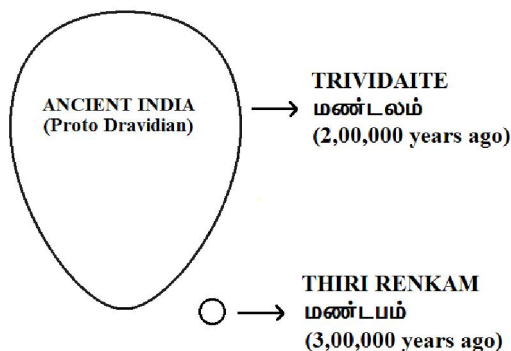 ANCIENT INDIA
(Proto Dravidian)
TRIVIDAITE
மண்டலம்
(2,00,000 years ago)
THIRI RENKAM
மண்டபம்
(3,00,000 years ago)